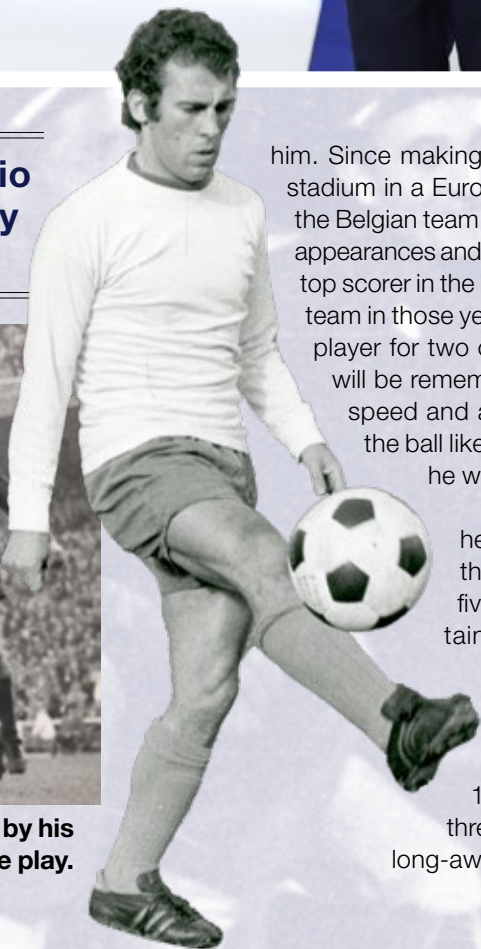 io
y
him. Since making
stadium in a Euro
the Belgian team
appearances and
top scorer in the
team in those ye
player for two
will be remem
speed and a
the ball like
he w
he
th
fiv
tain
1
thre
long-aw
by his
e play.